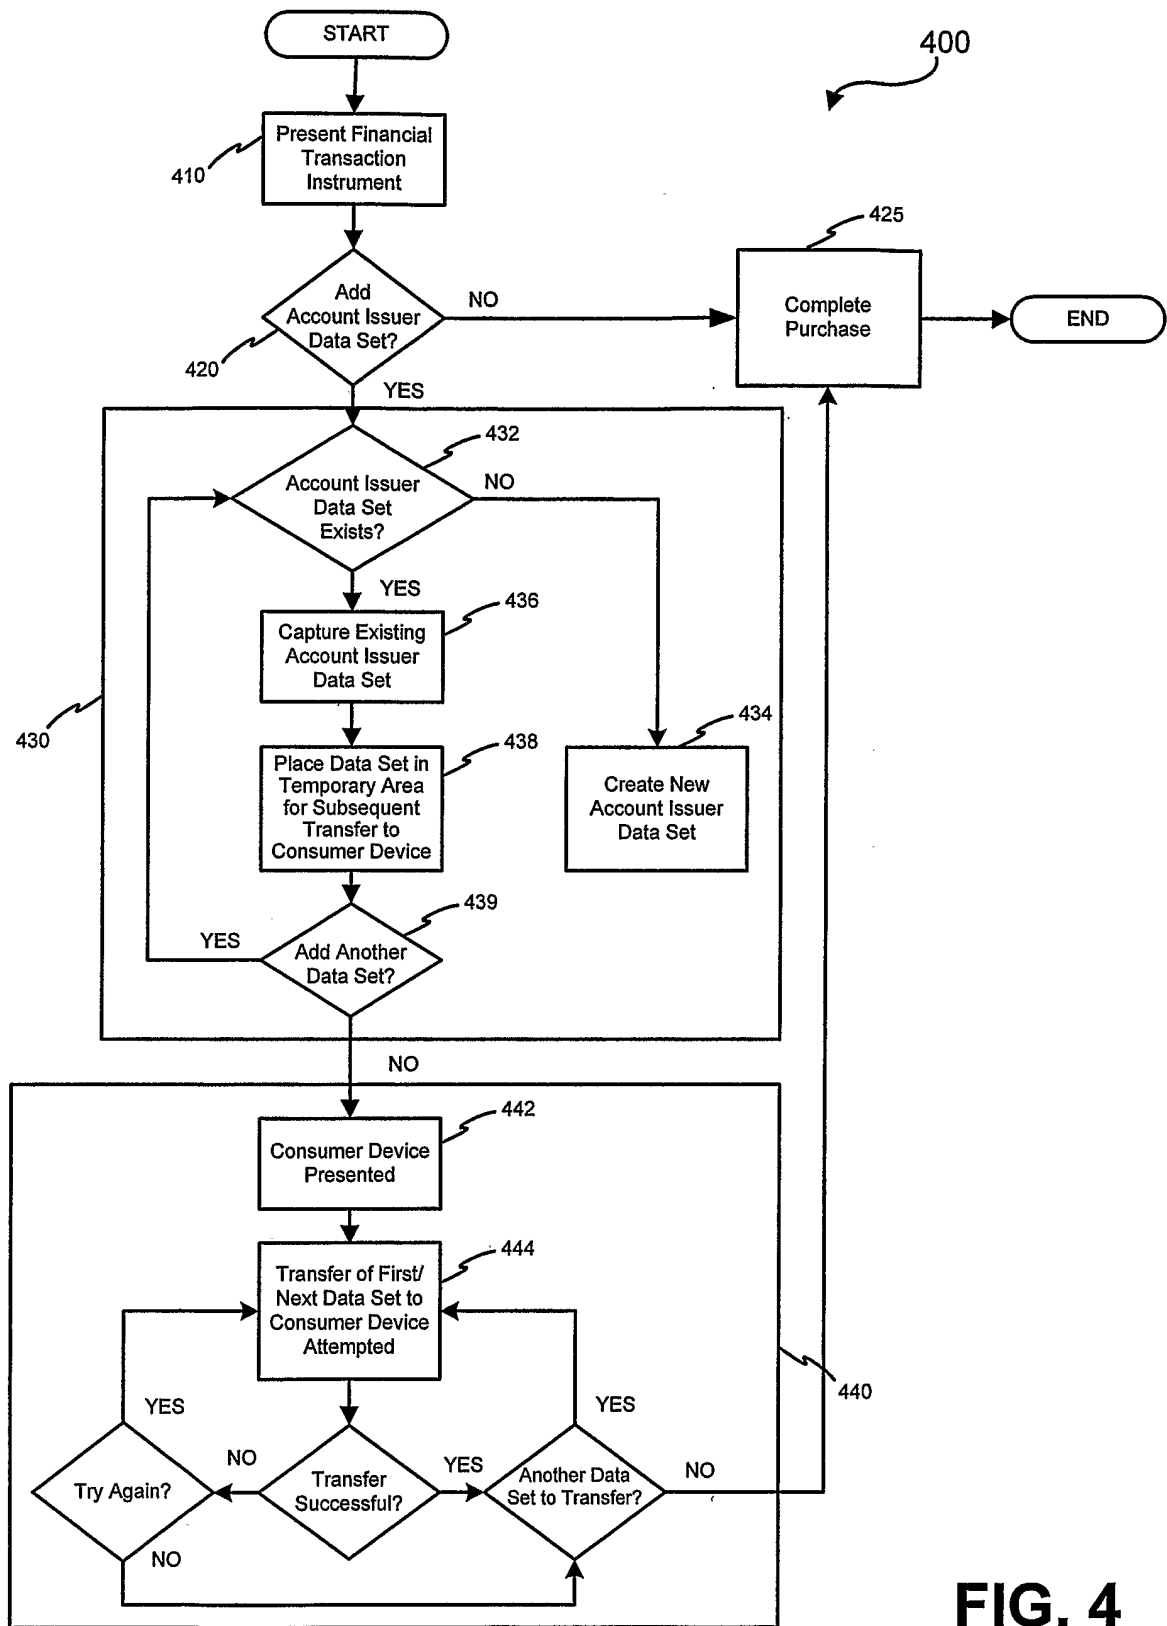 START
400
Present Financial
Transaction
Instrument
410
425
Add
Account Issuer
Data Set?
NO
420
Complete
Purchase
END
YES
432
Account Issuer
Data Set
Exists?
NO
YES
436
Capture Existing
Account Issuer
Data Set
430
434
438
Place Data Set in
Temporary Area
for Subsequent
Transfer to
Consumer Device
Create New
Account Issuer
Data Set
439
YES
Add Another
Data Set?
NO
442
Consumer Device
Presented
444
Transfer of First/
Next Data Set to
Consumer Device
Attempted
440
YES
YES
NO
YES
NO
Try Again?
Transfer
Successful?
Another Data
Set to Transfer?
NO
FIG. 4